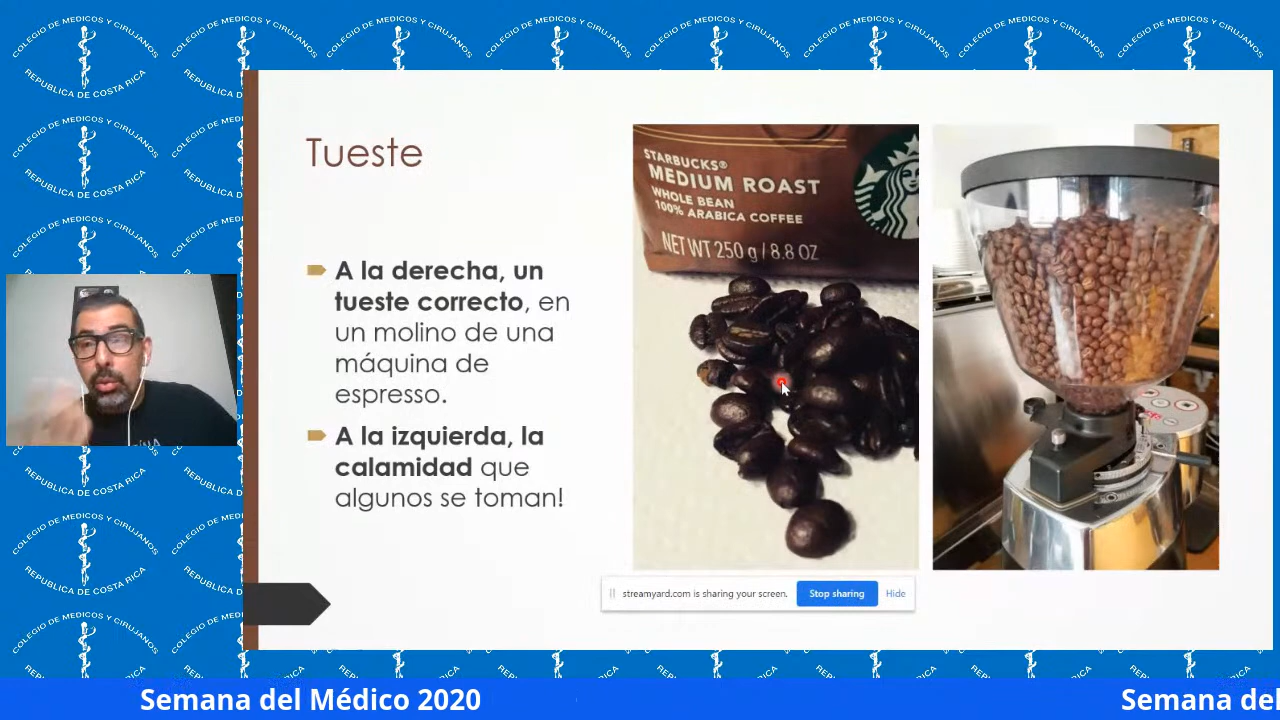 COLEGIO DE MEDICOS Y CIRUJANOS
REPUBLICA DE COSTA RICA
Tueste
A la derecha, un
tueste correcto, en
un molino de una
máquina de
espresso.
A la izquierda, la
calamidad que
algunos se toman!
STARBUCKS®
MEDIUM ROAST
WHOLE BEAN
100% ARABICA COFFEE
NET WT 250 g / 8.8 OZ
streamyard.com is sharing your screen.
Stop sharing
Hide
Semana del Médico 2020
Semana del